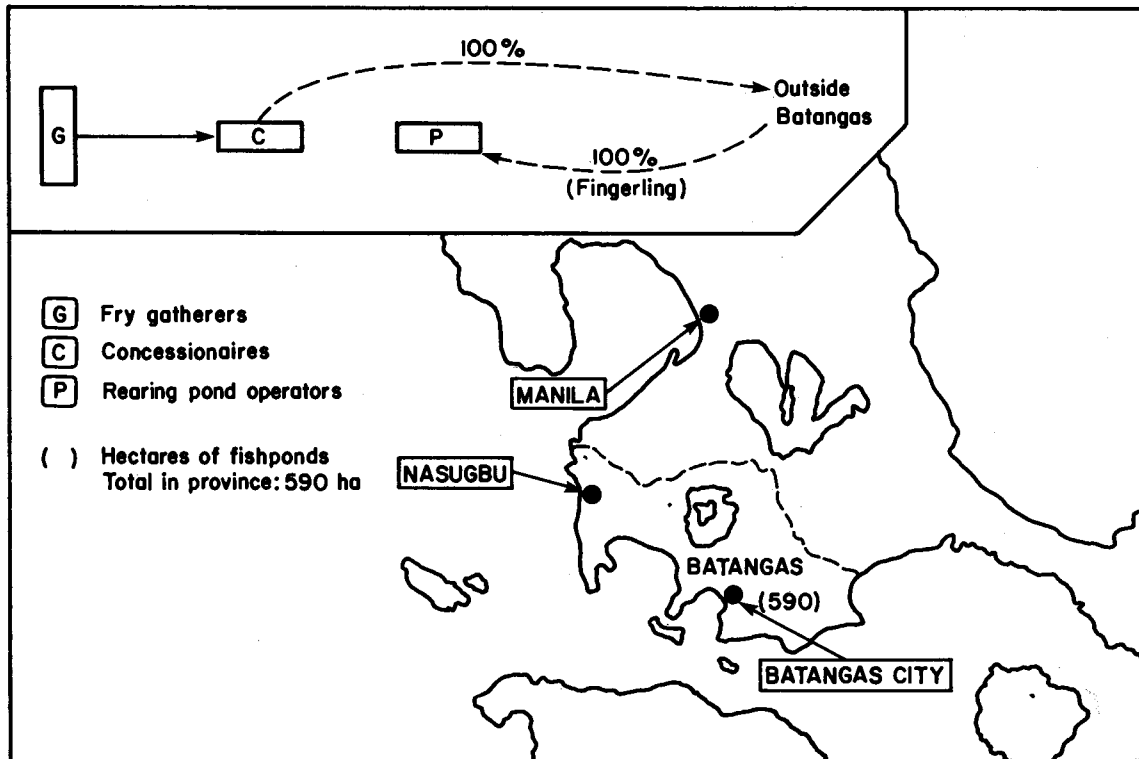 100%
Outside
Batangas
G
C
P
100%
(Fingerling)
G Fry gatherers
C Concessionaires
P Rearing pond operators
( ) Hectares of fishponds
Total in province: 590 ha
MANILA
NASUGBU
BATANGAS
(590)
BATANGAS CITY